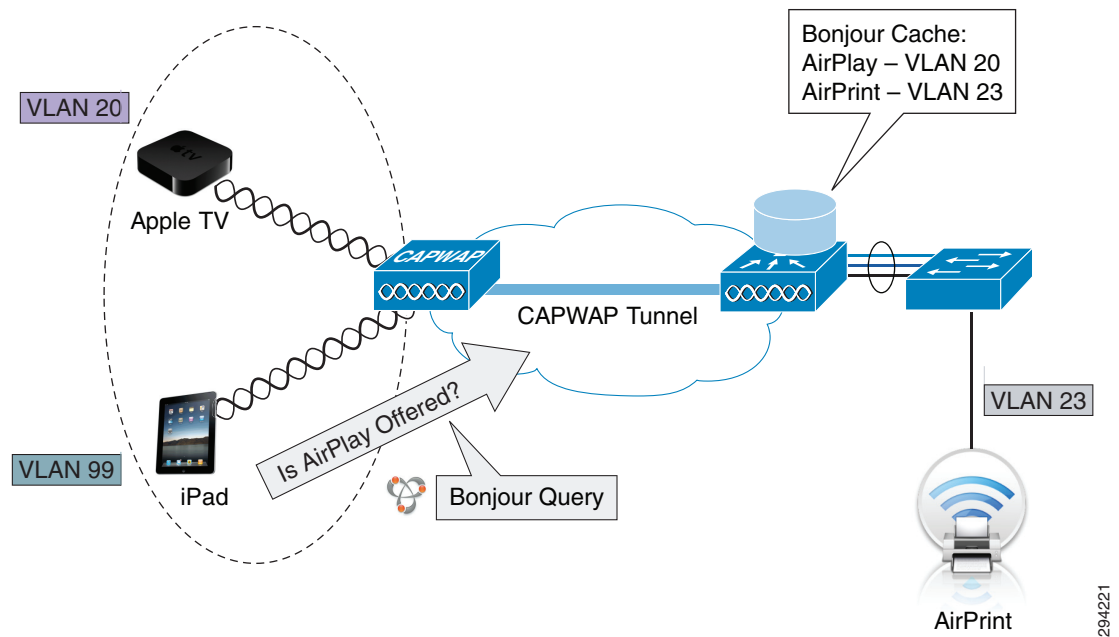 Bonjour Cache:
AirPlay – VLAN 20
AirPrint – VLAN 23
VLAN 20
tv
Apple TV
CAPWAP
CAPWAP Tunnel
Is AirPlay Offered?
VLAN 23
VLAN 99
iPad
Bonjour Query
AirPrint
294221